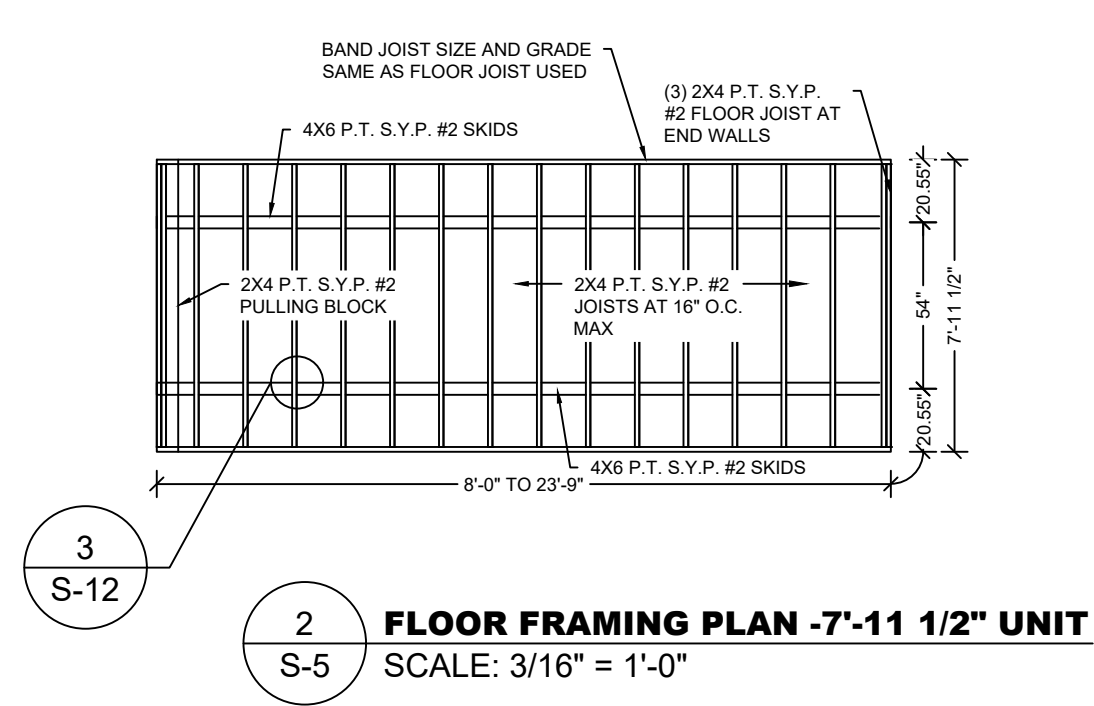 BAND JOIST SIZE AND GRADE
SAME AS FLOOR JOIST USED
(3) 2X4 P.T. S.Y.P.
#2 FLOOR JOIST AT
END WALLS
4X6 P.T. S.Y.P. #2 SKIDS
20.55"
2X4 P.T. S.Y.P. #2
PULLING BLOCK
2X4 P.T. S.Y.P. #2
JOISTS AT 16" O.C.
MAX
54"
7'-11 1/2"
20.55"
4X6 P.T. S.Y.P. #2 SKIDS
8'-0" TO 23'-9"
3
S-12
2
S-5
FLOOR FRAMING PLAN -7'-11 1/2" UNIT
SCALE: 3/16" = 1'-0"